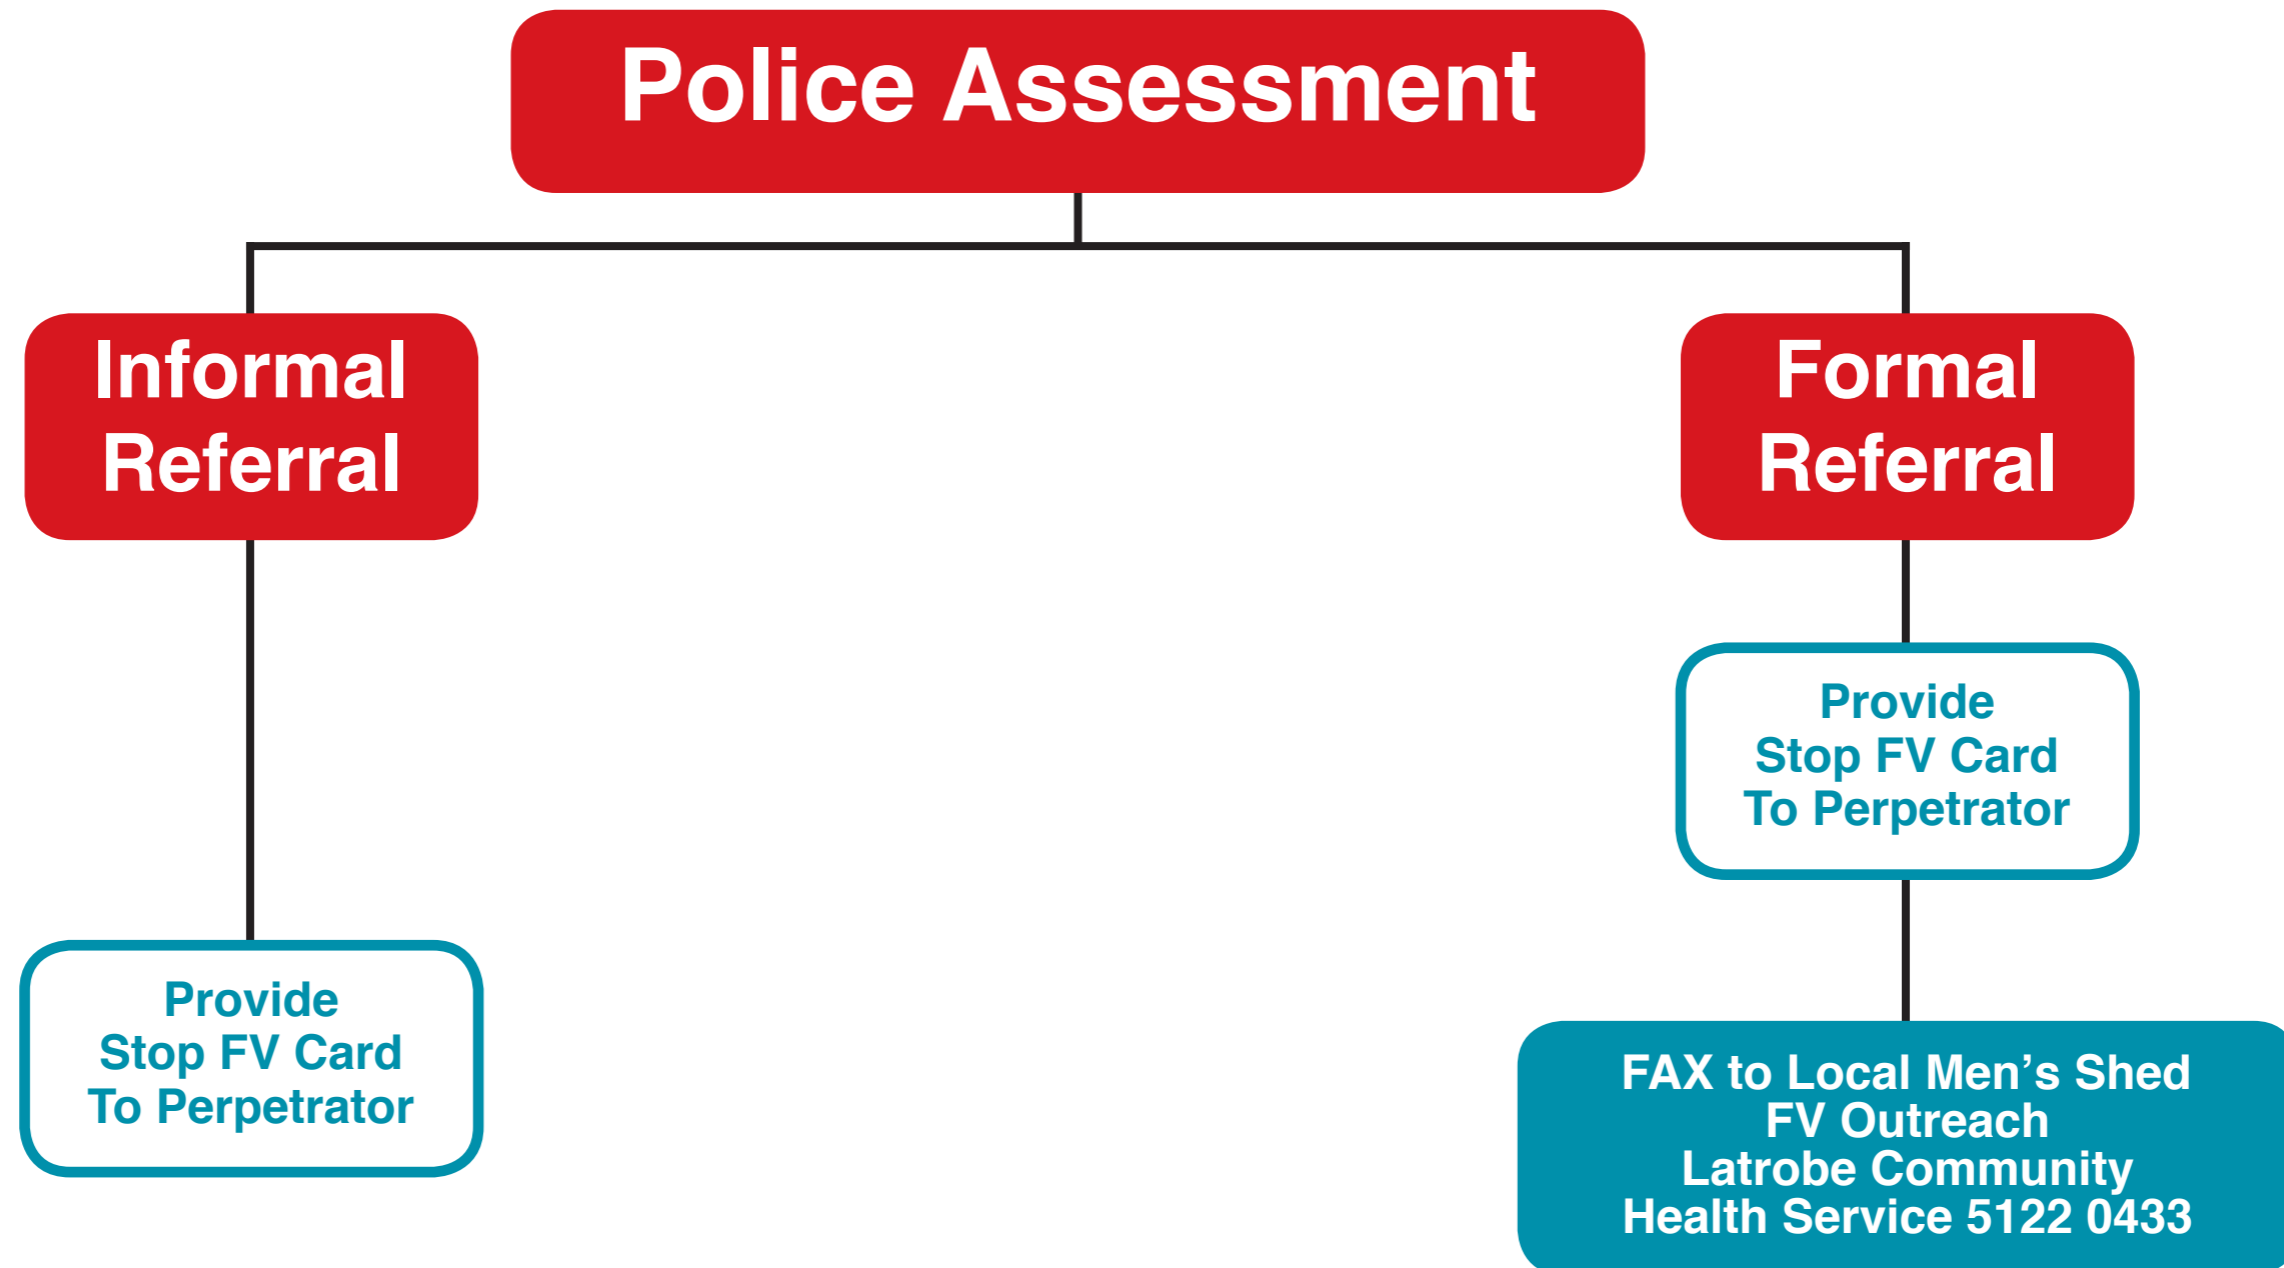 Police Assessment
Informal
Referral
Formal
Referral
Provide
Stop FV Card
To Perpetrator
Provide
Stop FV Card
To Perpetrator
FAX to Local Men’s Shed
FV Outreach
Latrobe Community
Health Service 5122 0433